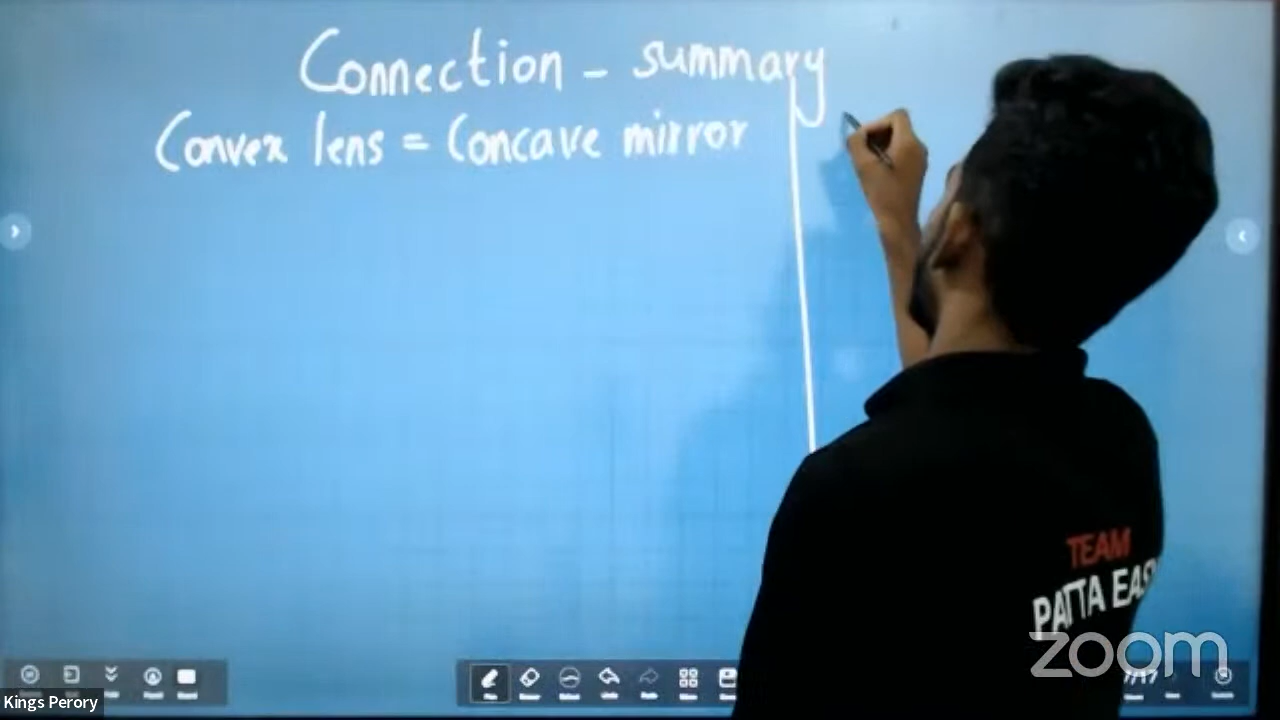 Connection - summary
Convex lens = Concave mirror
TEAM
PATTA EAS
zoom
Kings Perory